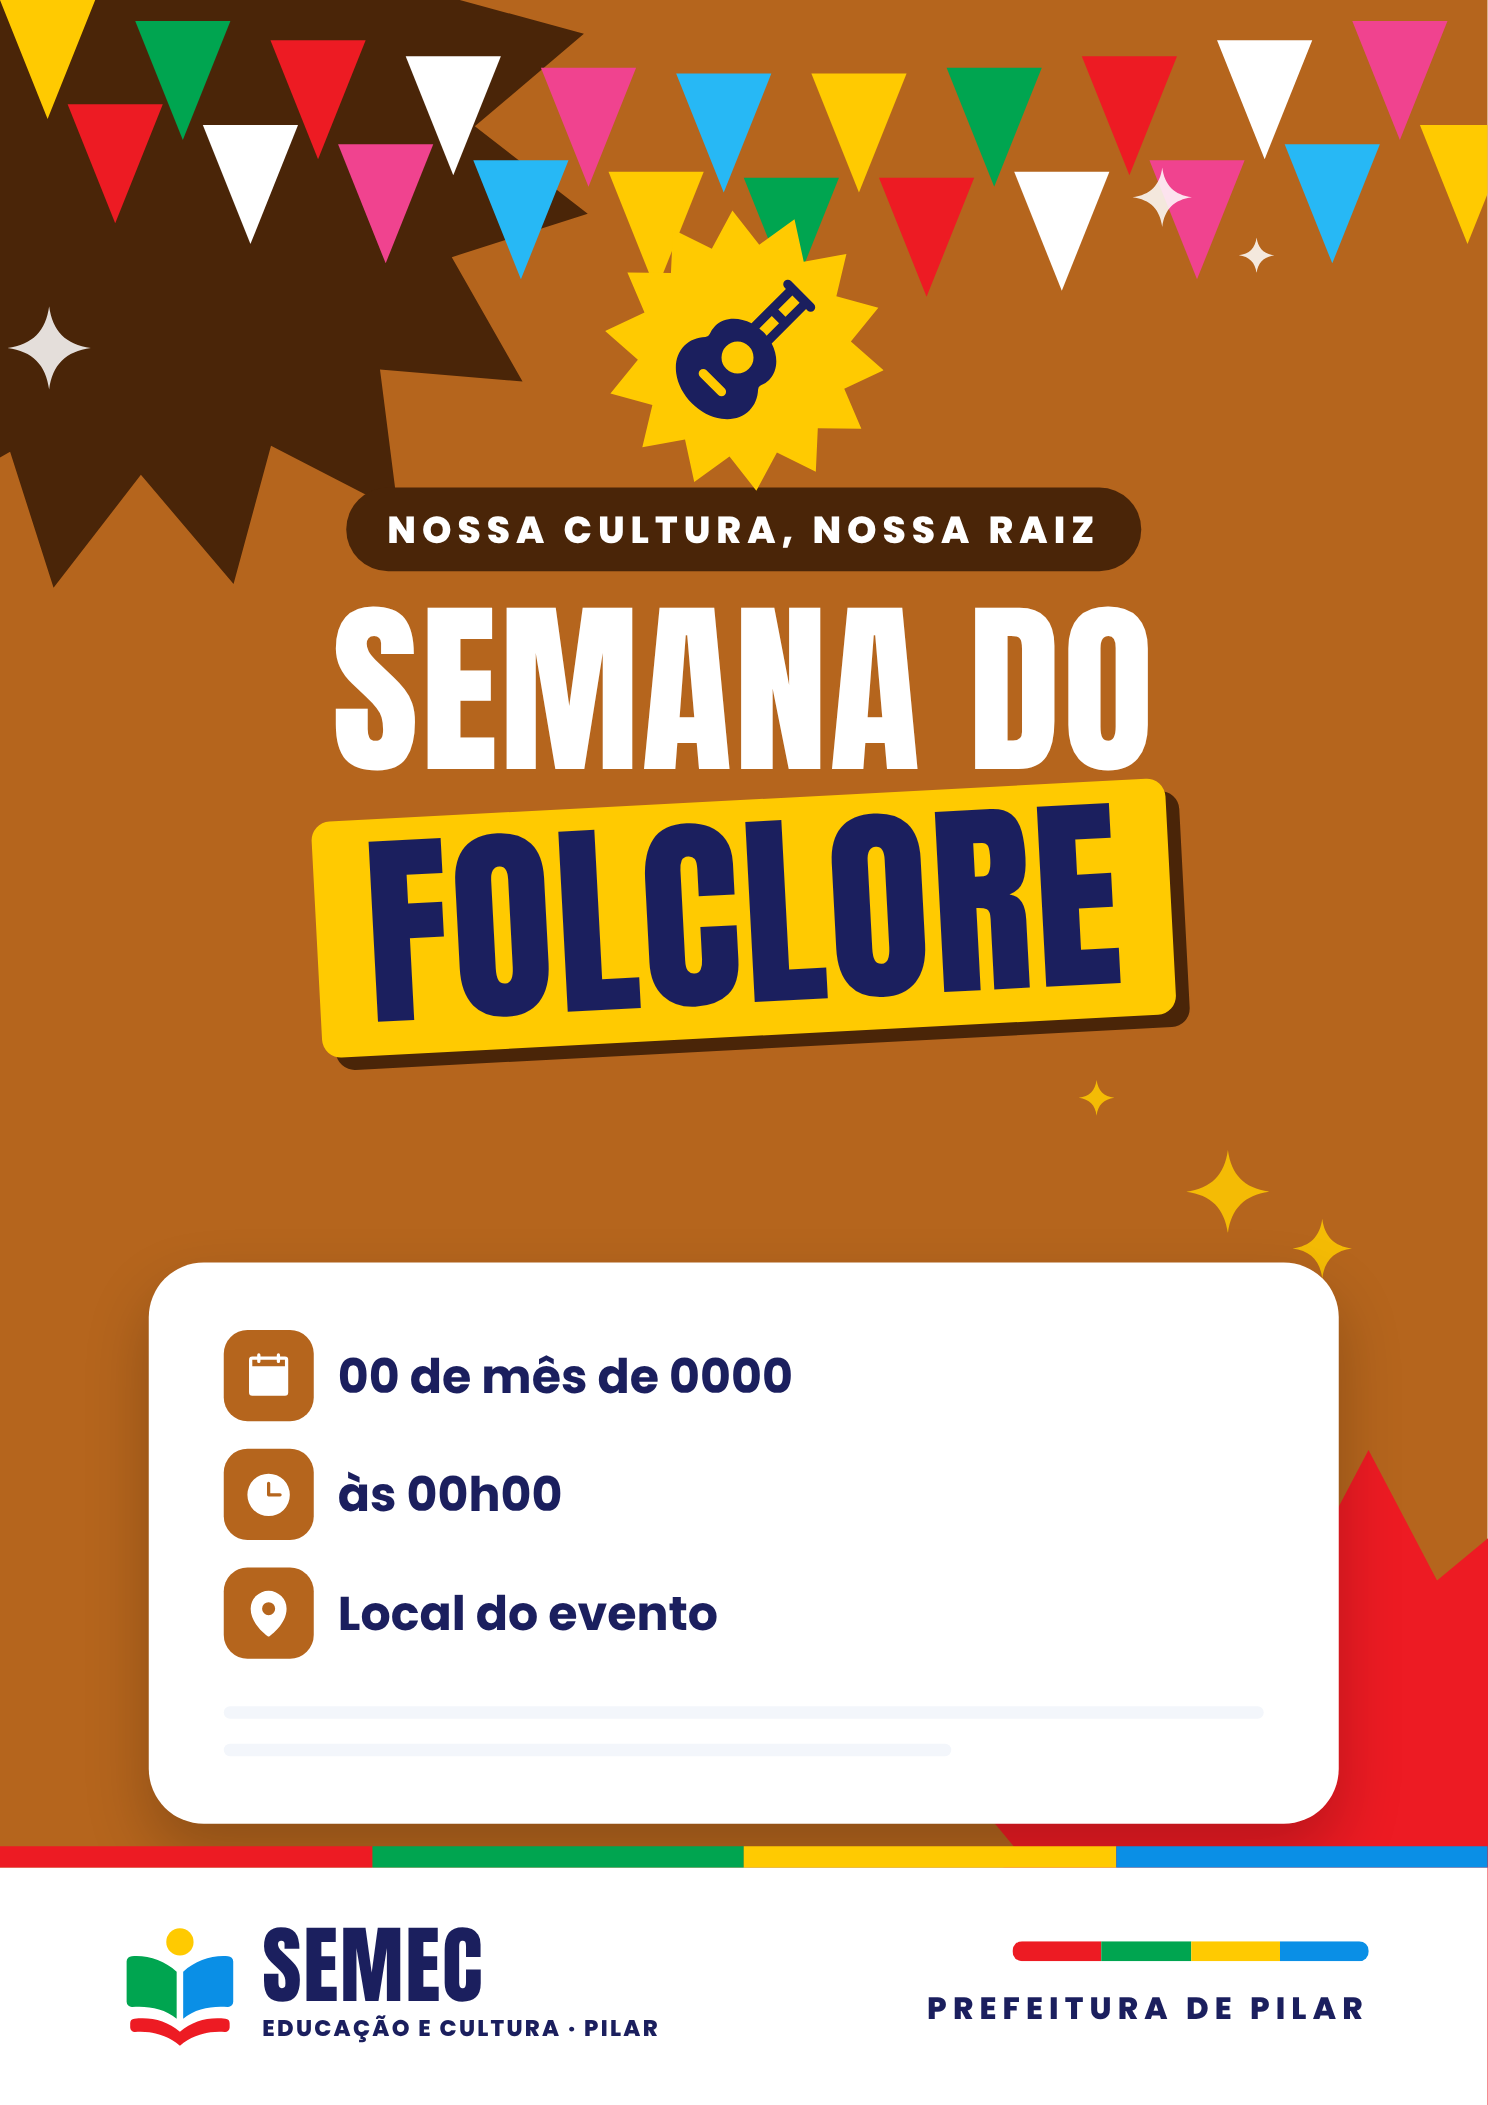 NOSSA CULTURA, NOSSA RAIZ
SEMANA DO
FOLCLORE
00 de mês de 0000
às 00h00
Local do evento
SEMEC
EDUCAÇÃO E CULTURA · PILAR
PREFEITURA DE PILAR